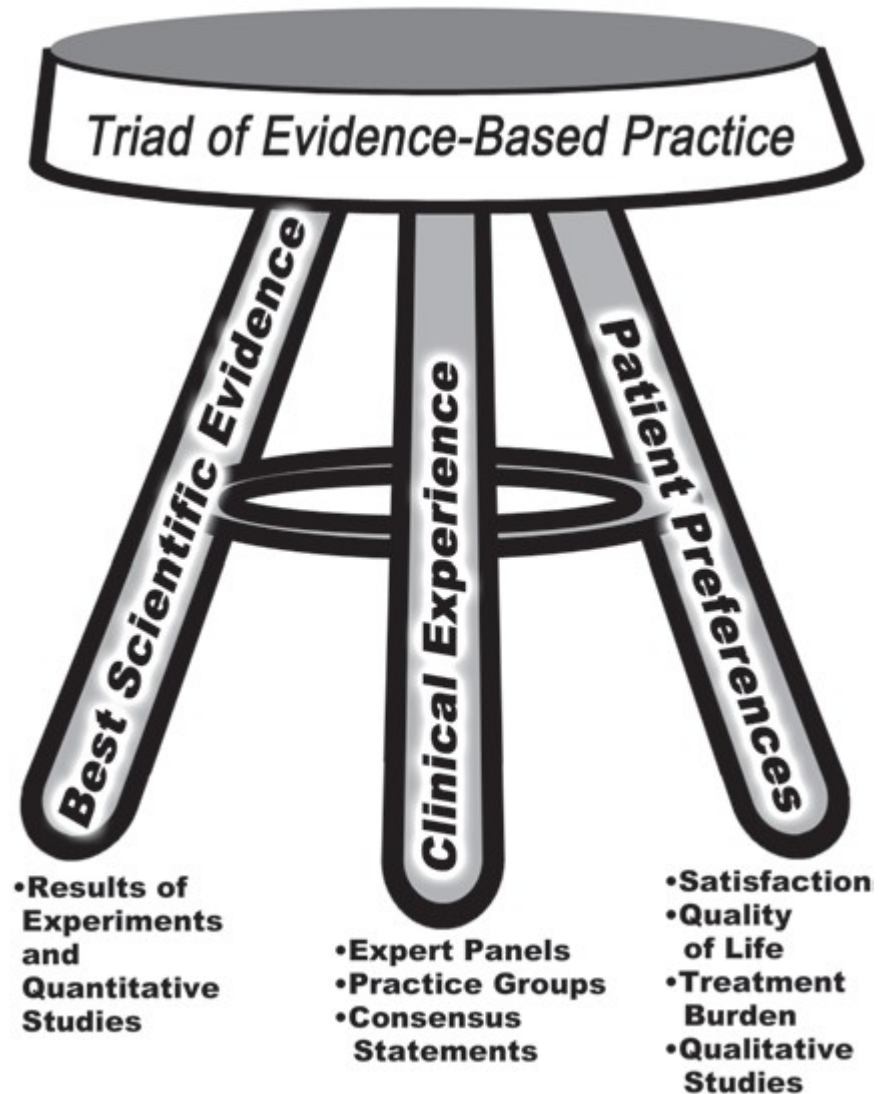 Triad of Evidence-Based Practice
Best Scientific Evidence
Clinical Experience
Patient Preferences
•Results of
Experiments
and
Quantitative
Studies
•Expert Panels
•Practice Groups
•Consensus
Statements
•Satisfaction
•Quality
of Life
•Treatment
Burden
•Qualitative
Studies